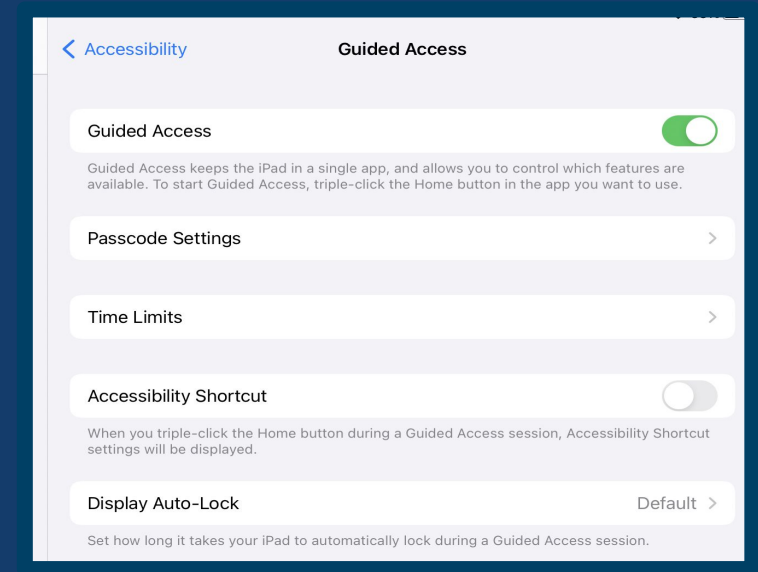 Accessibility
Guided Access
Guided Access
Guided Access keeps the iPad in a single app, and allows you to control which features are
available. To start Guided Access, triple-click the Home button in the app you want to use.
Passcode Settings
Time Limits
Accessibility Shortcut
When you triple-click the Home button during a Guided Access session, Accessibility Shortcut
settings will be displayed.
Display Auto-Lock
Default
Set how long it takes your iPad to automatically lock during a Guided Access session.